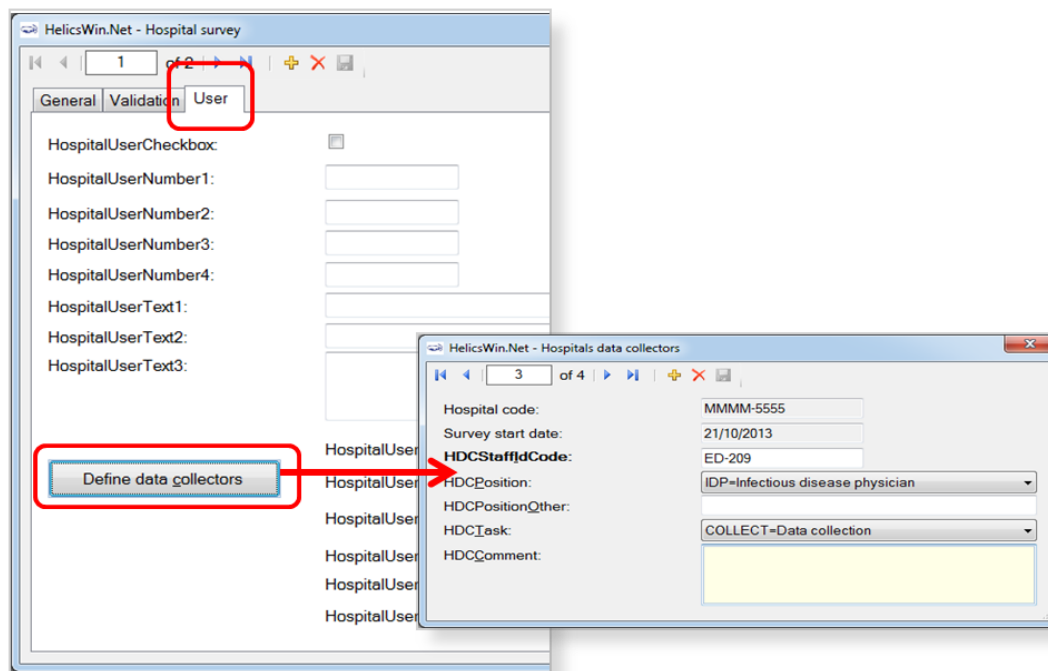 HelicsWin.Net - Hospital survey
1 of 2
General Validation User
HospitalUserCheckbox:
HospitalUserNumber1:
HospitalUserNumber2:
HospitalUserNumber3:
HospitalUserNumber4:
HospitalUserText1:
HospitalUserText2:
HospitalUserText3:
HospitalUser
Define data collectors
HospitalUser
HospitalUser
HospitalUser
HospitalUser
HospitalUser
HelicsWin.Net - Hospitals data collectors
3 of 4
Hospital code: MMMM-5555
Survey start date: 21/10/2013
HDCStaffIdCode: ED-209
HDCPosition: IDP=Infectious disease physician
HDCPositionOther:
HDCTask: COLLECT=Data collection
HDCComment: